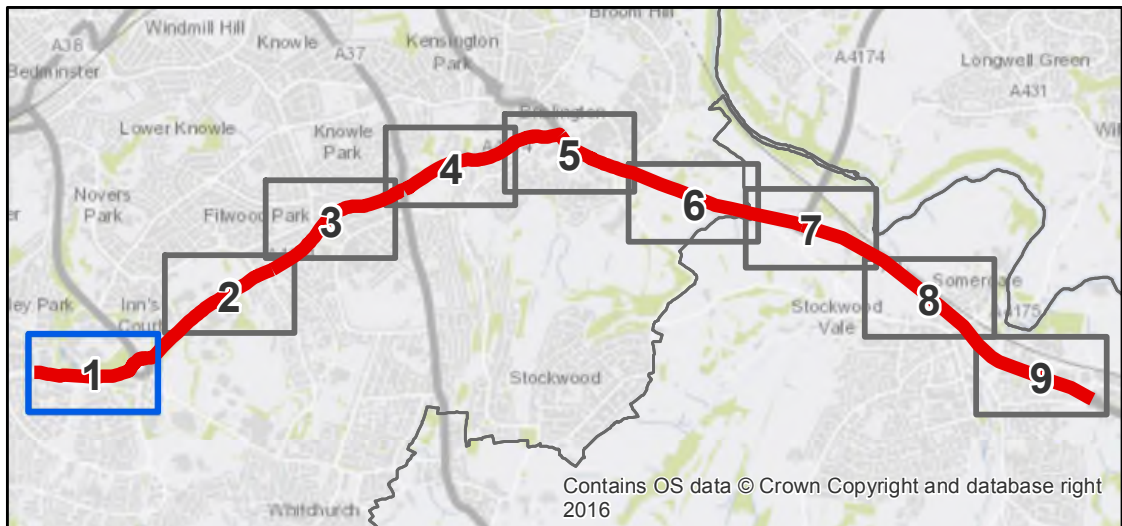 Broom Hill
Windmill Hill
A38
Knowle
A37
Kensington
Park
Bedminster
A4174
Longwell Green
A431
Lower Knowle
Knowle
Park
4
5
Novers
Park
Filwood Park
3
6
7
Inn's
Court
2
Somerdale
A4175
8
Stockwood
Vale
1
Stockwood
9
Contains OS data © Crown Copyright and database right
2016
Whitchurch